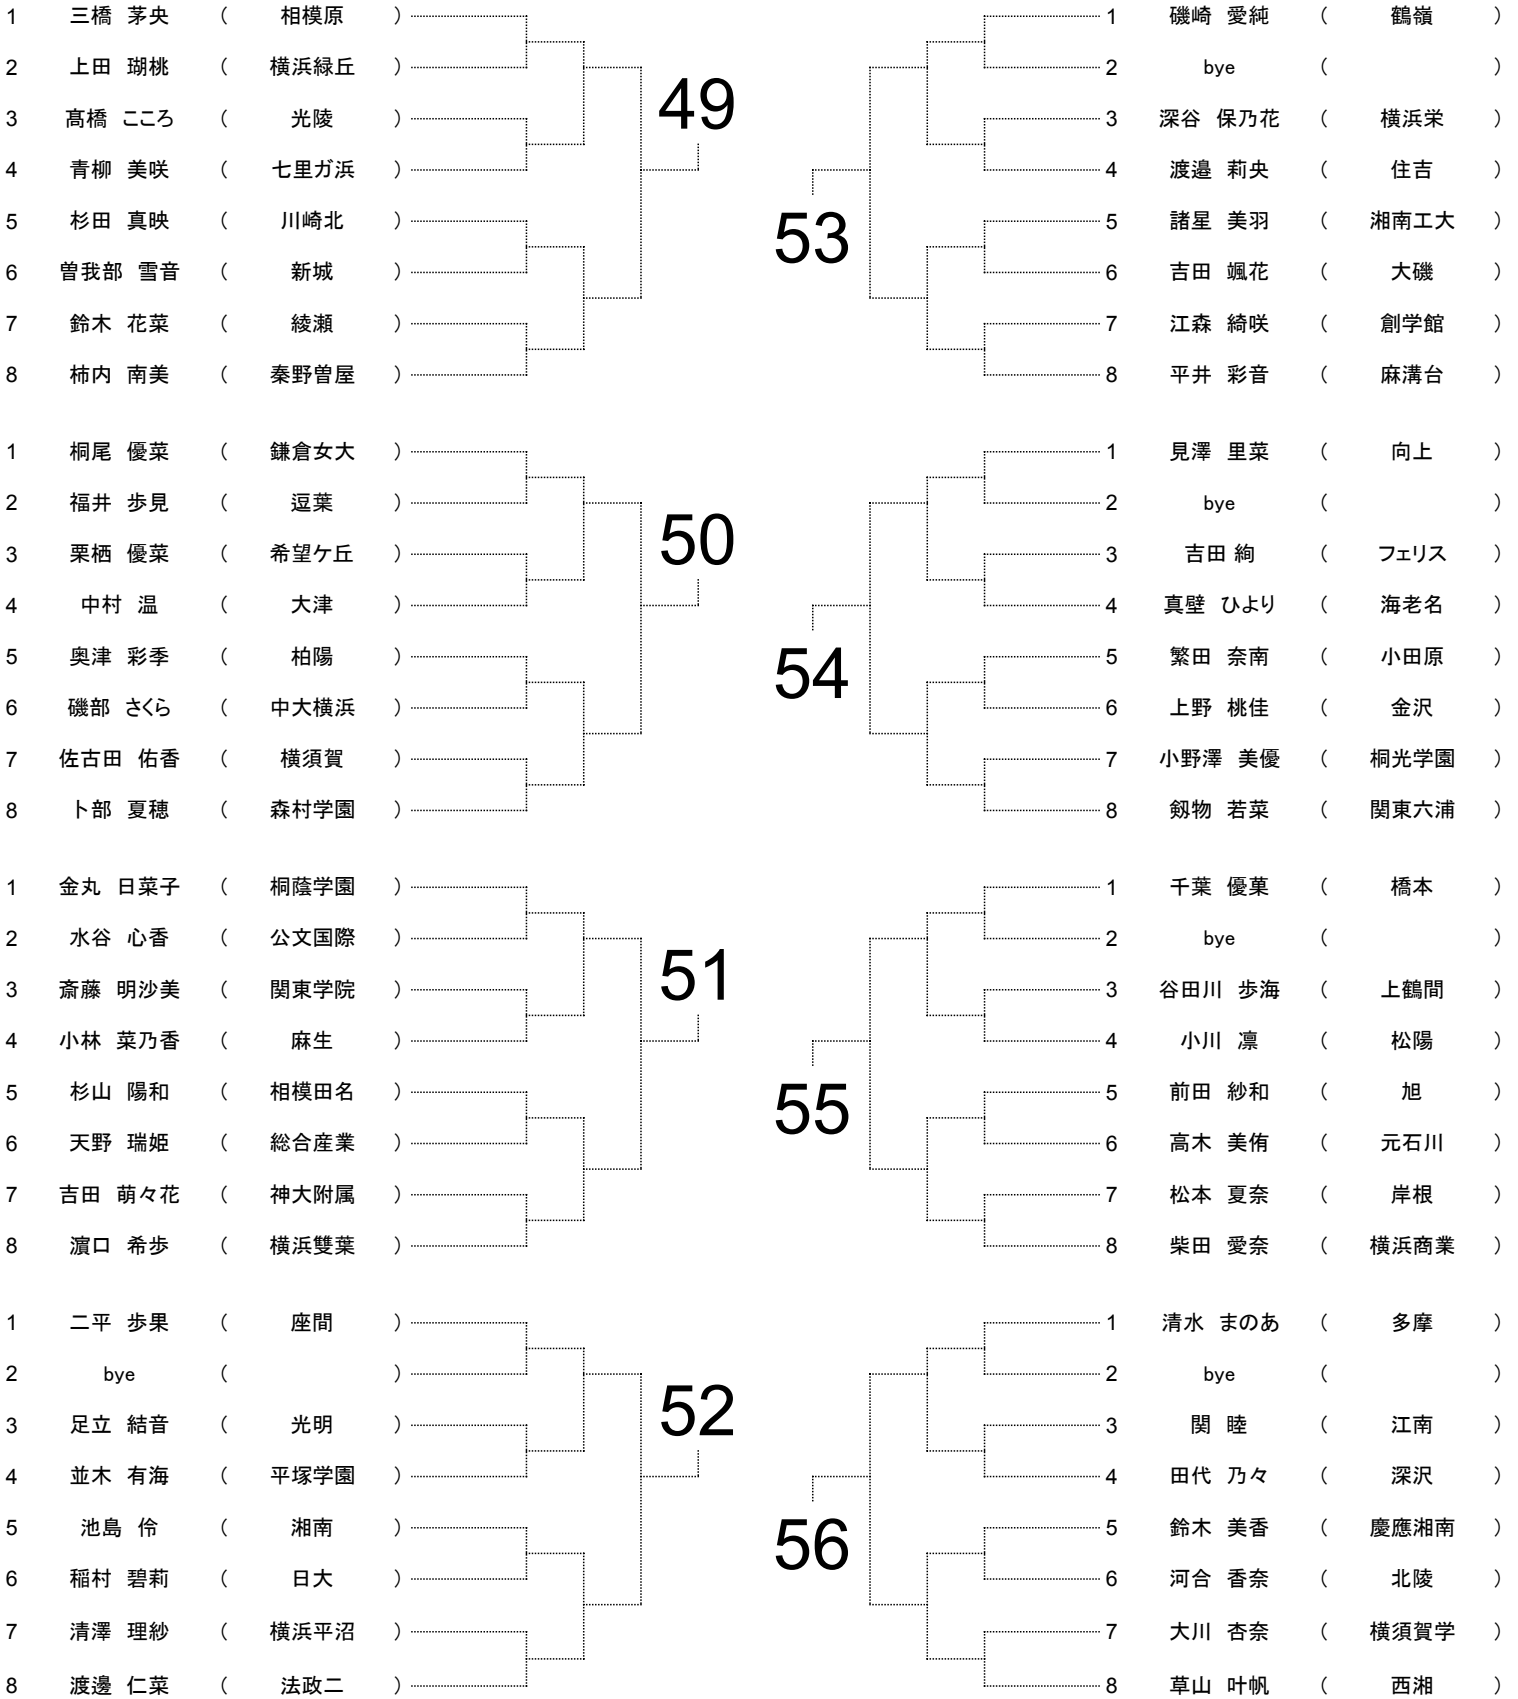 1 三橋 茅央 ( 相模原 )
2 上田 瑚桃 ( 横浜緑丘 )
3 髙橋 こころ ( 光陵 )
4 青柳 美咲 ( 七里ガ浜 )
5 杉田 真映 ( 川崎北 )
6 曽我部 雪音 ( 新城 )
7 鈴木 花菜 ( 綾瀬 )
8 柿内 南美 ( 秦野曽屋 )
49
1 桐尾 優菜 ( 鎌倉女大 )
2 福井 歩見 ( 逗葉 )
3 栗栖 優菜 ( 希望ケ丘 )
4 中村 温 ( 大津 )
5 奥津 彩季 ( 柏陽 )
6 磯部 さくら ( 中大横浜 )
7 佐古田 佑香 ( 横須賀 )
8 卜部 夏穂 ( 森村学園 )
50
1 金丸 日菜子 ( 桐蔭学園 )
2 水谷 心香 ( 公文国際 )
3 斎藤 明沙美 ( 関東学院 )
4 小林 菜乃香 ( 麻生 )
5 杉山 陽和 ( 相模田名 )
6 天野 瑞姫 ( 総合産業 )
7 吉田 萌々花 ( 神大附属 )
8 濵口 希歩 ( 横浜雙葉 )
51
1 二平 歩果 ( 座間 )
2 bye ( )
3 足立 結音 ( 光明 )
4 並木 有海 ( 平塚学園 )
5 池島 伶 ( 湘南 )
6 稲村 碧莉 ( 日大 )
7 清澤 理紗 ( 横浜平沼 )
8 渡邊 仁菜 ( 法政二 )
52
1 磯崎 愛純 ( 鶴嶺 )
2 bye ( )
3 深谷 保乃花 ( 横浜栄 )
4 渡邉 莉央 ( 住吉 )
5 諸星 美羽 ( 湘南工大 )
6 吉田 颯花 ( 大磯 )
7 江森 綺咲 ( 創学館 )
8 平井 彩音 ( 麻溝台 )
53
1 見澤 里菜 ( 向上 )
2 bye ( )
3 吉田 絢 ( フェリス )
4 真壁 ひより ( 海老名 )
5 繁田 奈南 ( 小田原 )
6 上野 桃佳 ( 金沢 )
7 小野澤 美優 ( 桐光学園 )
8 剱物 若菜 ( 関東六浦 )
54
1 千葉 優菓 ( 橋本 )
2 bye ( )
3 谷田川 歩海 ( 上鶴間 )
4 小川 凛 ( 松陽 )
5 前田 紗和 ( 旭 )
6 高木 美侑 ( 元石川 )
7 松本 夏奈 ( 岸根 )
8 柴田 愛奈 ( 横浜商業 )
55
1 清水 まのあ ( 多摩 )
2 bye ( )
3 関 睦 ( 江南 )
4 田代 乃々 ( 深沢 )
5 鈴木 美香 ( 慶應湘南 )
6 河合 香奈 ( 北陵 )
7 大川 杏奈 ( 横須賀学 )
8 草山 叶帆 ( 西湘 )
56